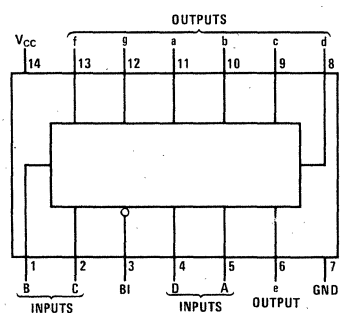 OUTPUTS
VCC f g a b c d
14 13 12 11 10 9 8
1 2 3 4 5 6 7
B C BI D A e GND
INPUTS INPUTS OUTPUT